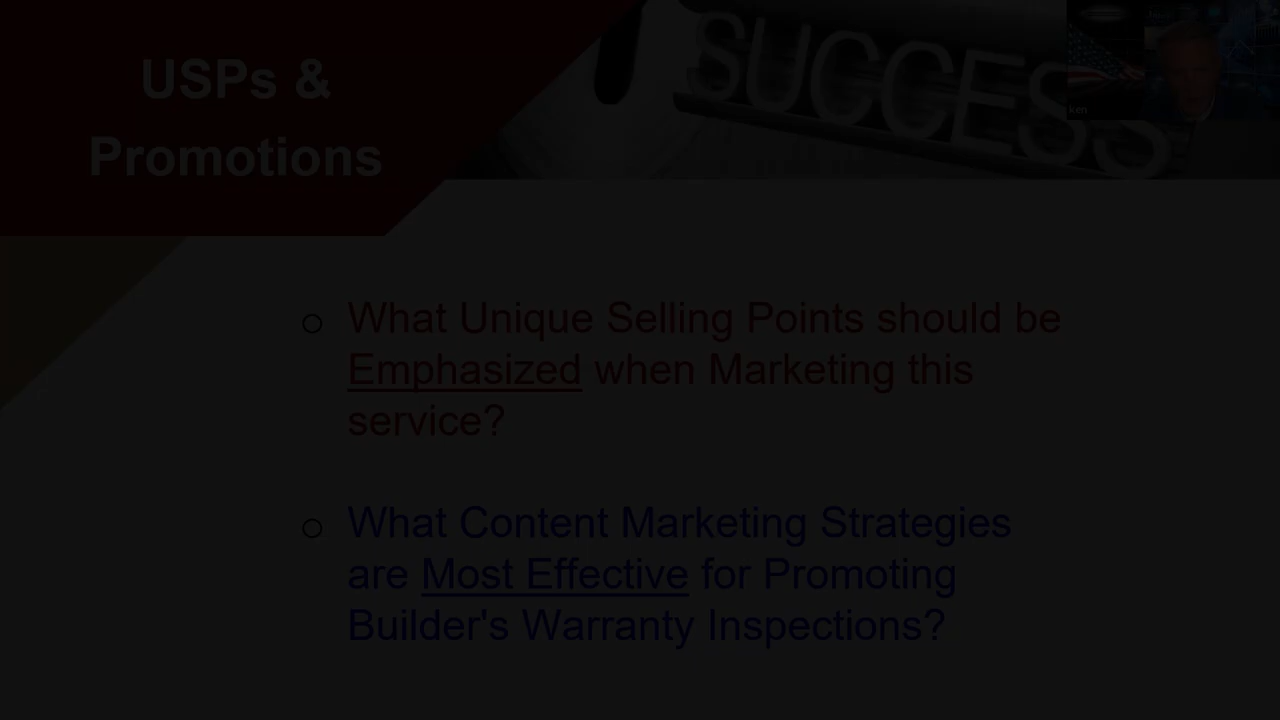 USPs &
Promotions
SUCCESS
ken
What Unique Selling Points should be
Emphasized when Marketing this
service?
What Content Marketing Strategies
are Most Effective for Promoting
Builder's Warranty Inspections?